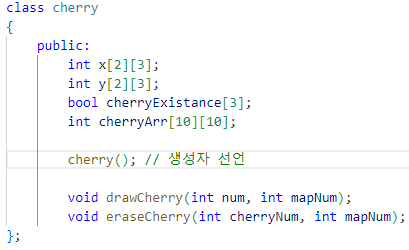 class cherry
{
    public:
        int x[2][3];
        int y[2][3];
        bool cherryExistance[3];
        int cherryArr[10][10];

        cherry(); // 생성자 선언

        void drawCherry(int num, int mapNum);
        void eraseCherry(int cherryNum, int mapNum);
};